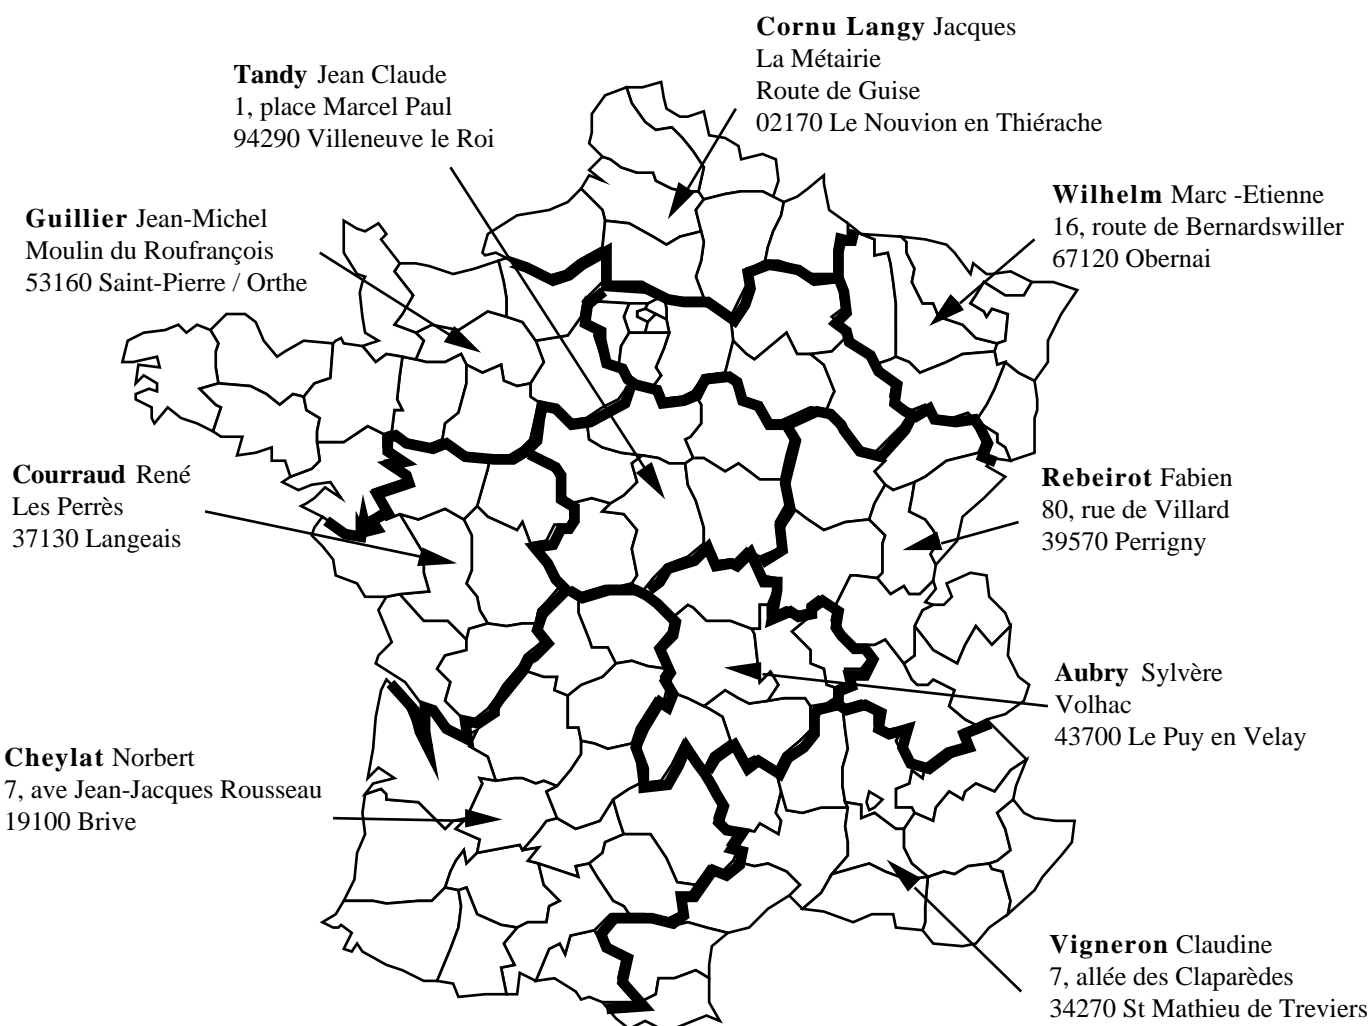 Cornu Langy Jacques
La Métairie
Route de Guise
02170 Le Nouvion en Thiérache
Tandy Jean Claude
1, place Marcel Paul
94290 Villeneuve le Roi
Wilhelm Marc -Etienne
16, route de Bernardswiller
67120 Obernai
Guillier Jean-Michel
Moulin du Roufrançois
53160 Saint-Pierre / Orthe
Courraud René
Les Perrès
37130 Langeais
Rebeirot Fabien
80, rue de Villard
39570 Perrigny
Aubry Sylvère
Volhac
43700 Le Puy en Velay
Cheylat Norbert
7, ave Jean-Jacques Rousseau
19100 Brive
Vigneron Claudine
7, allée des Claparèdes
34270 St Mathieu de Treviers